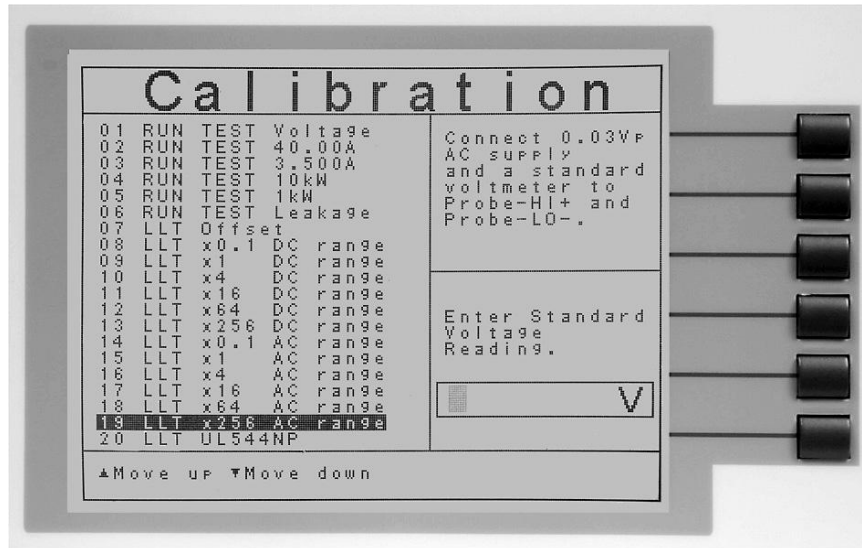 Calibration
01 RUN TEST Voltage
02 RUN TEST 40.00A
03 RUN TEST 3.500A
04 RUN TEST 10kW
05 RUN TEST 1kW
06 RUN TEST Leakage
07 LLT Offset
08 LLT x0.1 DC range
09 LLT x1 DC range
10 LLT x4 DC range
11 LLT x16 DC range
12 LLT x64 DC range
13 LLT x256 DC range
14 LLT x0.1 AC range
15 LLT x1 AC range
16 LLT x4 AC range
17 LLT x16 AC range
18 LLT x64 AC range
19 LLT x256 AC range
20 LLT UL544NP
Connect 0.03Vp
AC supply
and a standard
voltmeter to
Probe-HI+ and
Probe-LO-.
Enter Standard
Voltage
Reading.
V
▲Move up ▼Move down